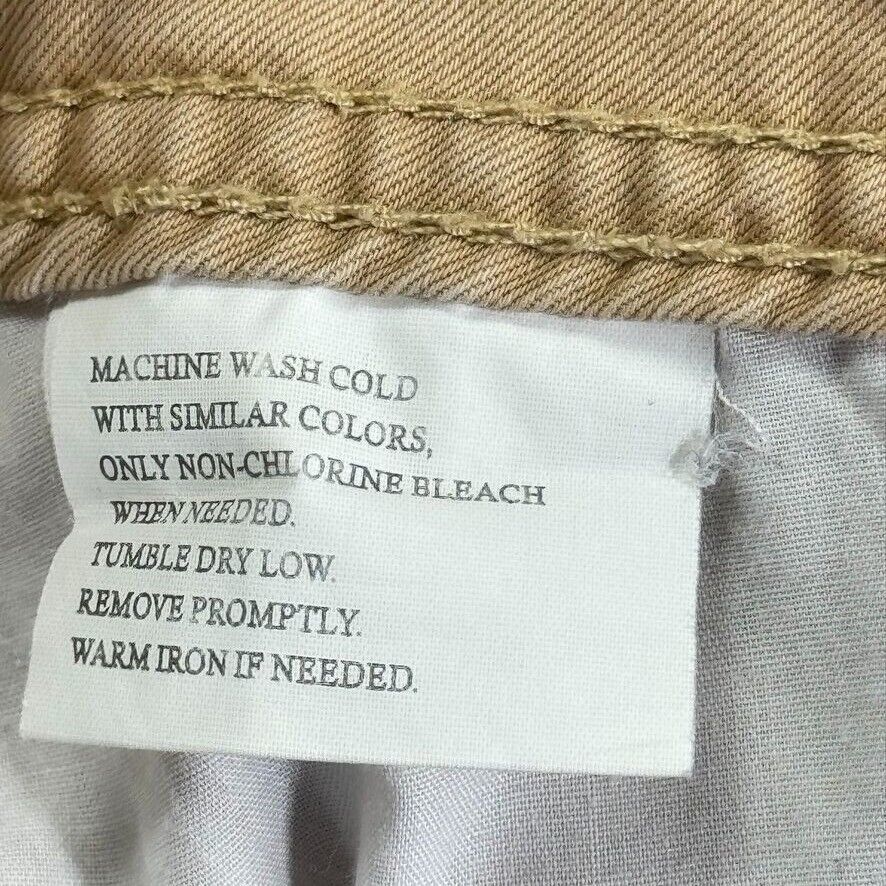 MACHINE WASH COLD
WITH SIMILAR COLORS,
ONLY NON-CHLORINE BLEACH
WHEN NEEDED.
TUMBLE DRY LOW.
REMOVE PROMPTLY.
WARM IRON IF NEEDED.